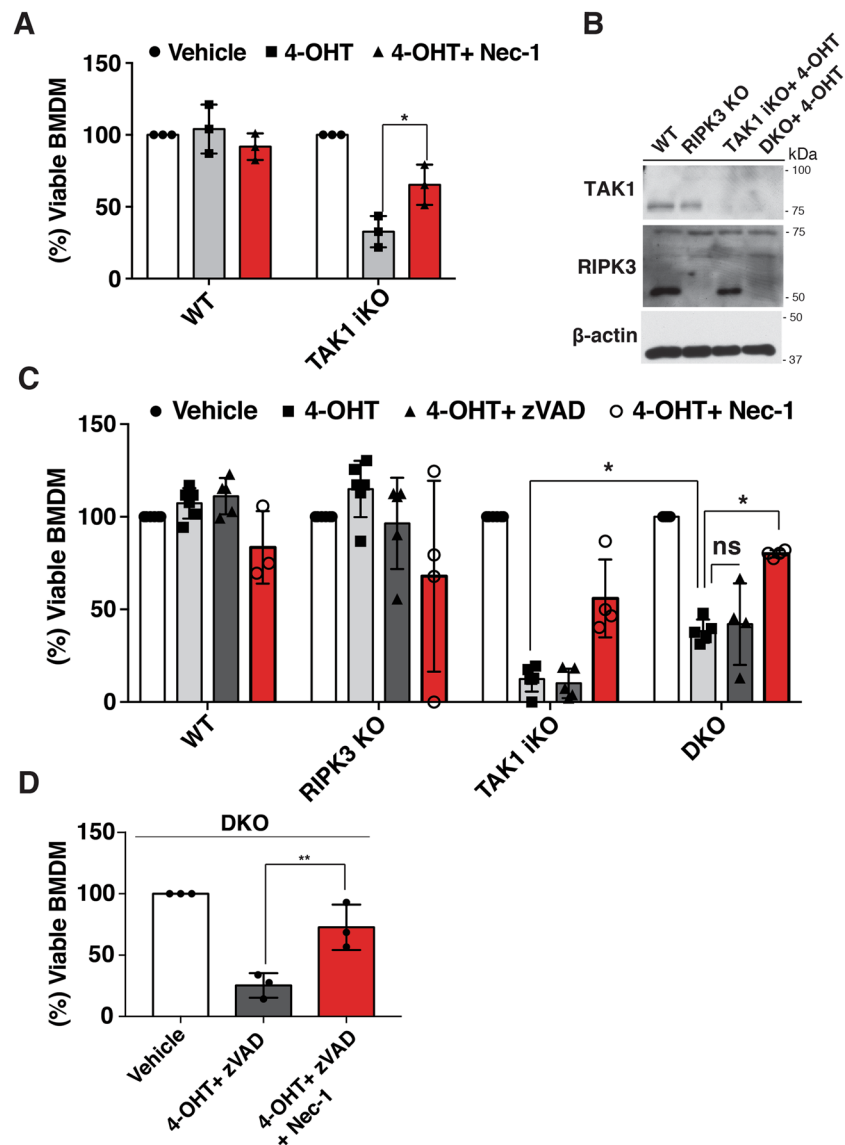 A
● Vehicle ■ 4-OHT ▲ 4-OHT+ Nec-1
(%) Viable BMDM
150
100
50
0
*
WT
TAK1 iKO
B
WT
RIPK3 KO
TAK1 iKO+ 4-OHT
DKO+ 4-OHT
kDa
TAK1
- 100
- 75
RIPK3
- 75
- 50
β-actin
- 50
- 37
C
● Vehicle ■ 4-OHT ▲ 4-OHT+ zVAD ○ 4-OHT+ Nec-1
(%) Viable BMDM
150
100
50
0
*
*
ns
WT
RIPK3 KO
TAK1 iKO
DKO
D
DKO
(%) Viable BMDM
150
100
50
0
**
Vehicle
4-OHT+ zVAD
4-OHT+ zVAD
+ Nec-1